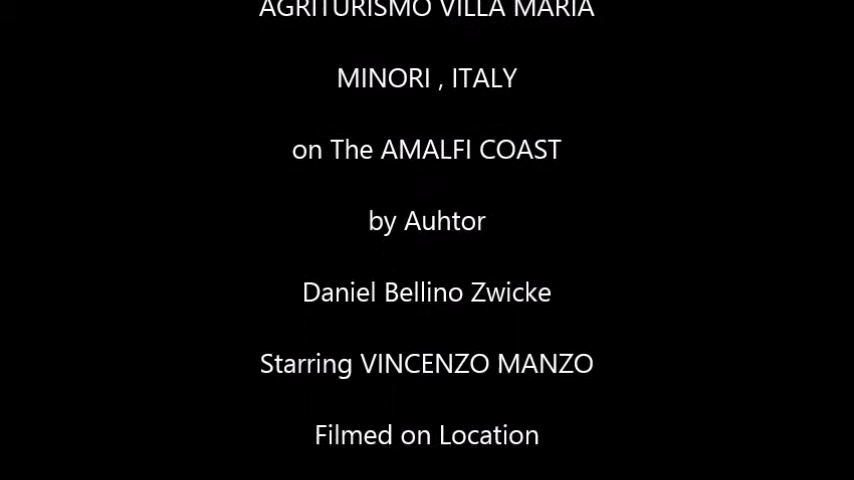 AGRITURISMO VILLA MARIA
MINORI , ITALY
on The AMALFI COAST
by Auhtor
Daniel Bellino Zwicke
Starring VINCENZO MANZO
Filmed on Location